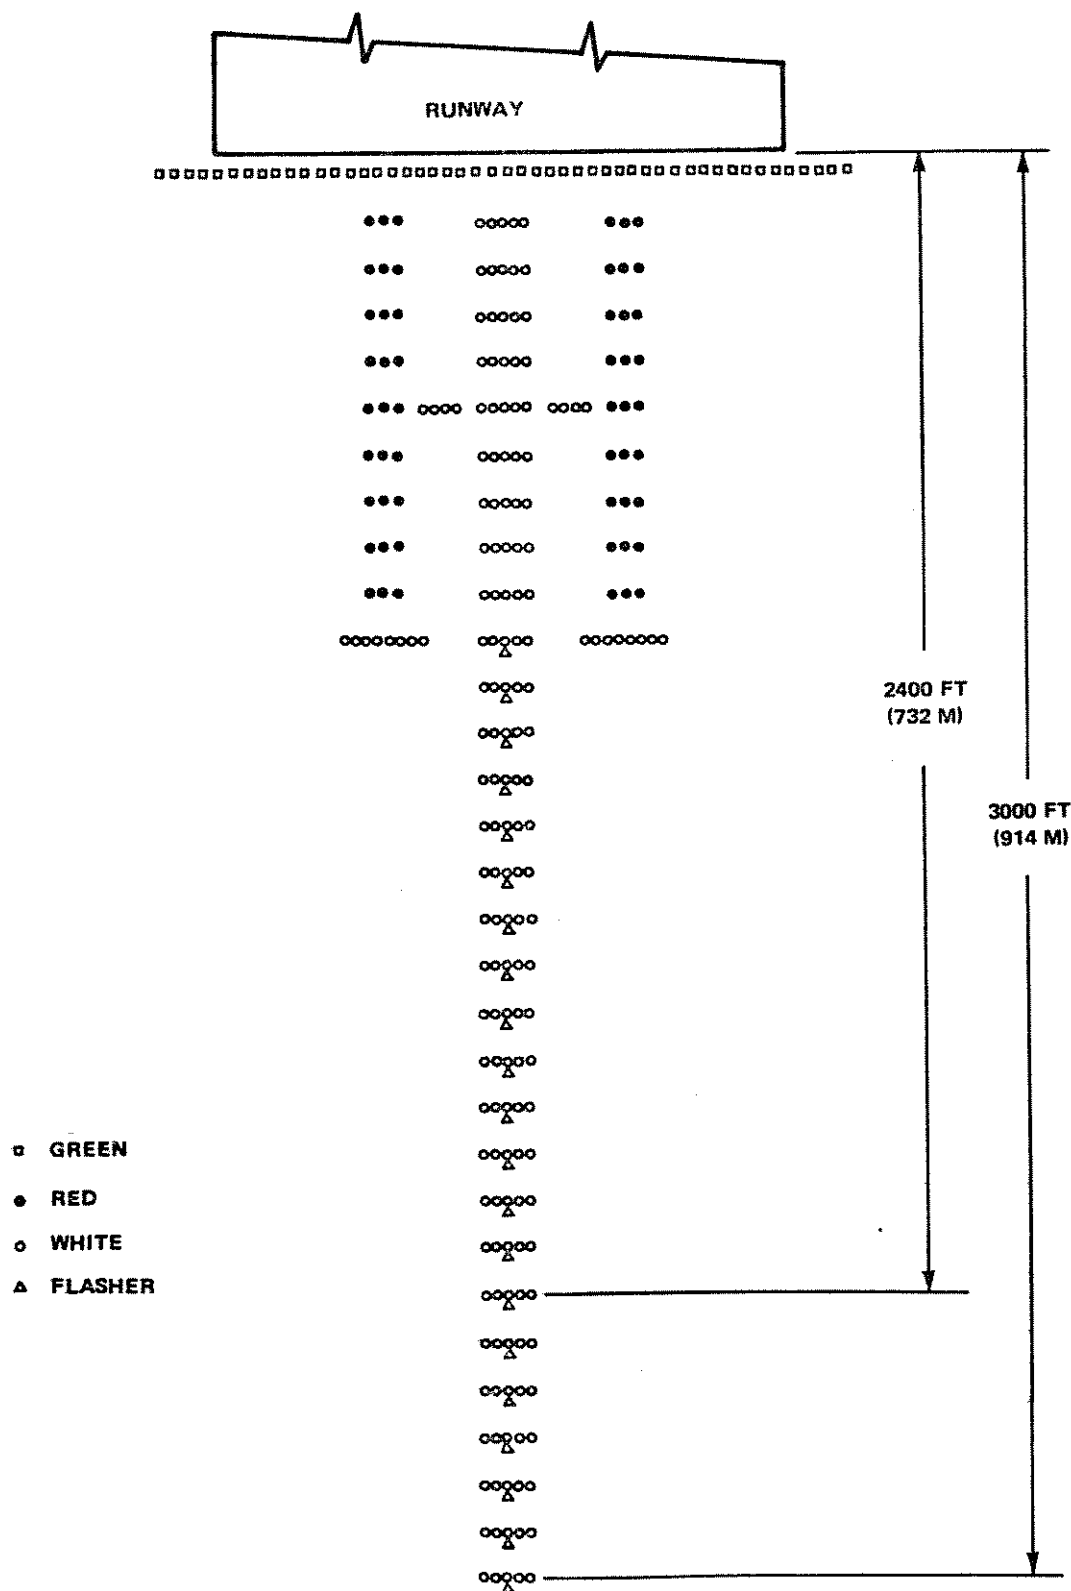 RUNWAY
2400 FT
(732 M)
3000 FT
(914 M)
GREEN
RED
WHITE
FLASHER